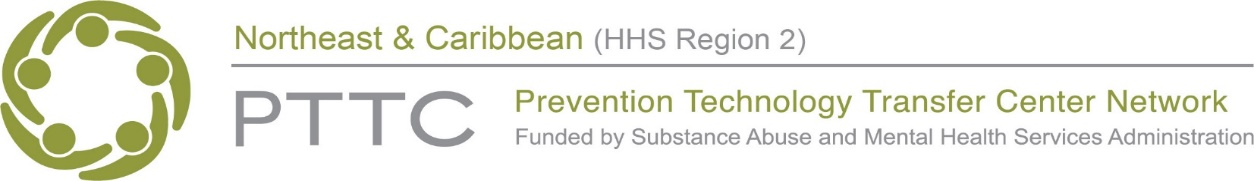 Northeast & Caribbean (HHS Region 2)
PTTC
Prevention Technology Transfer Center Network
Funded by Substance Abuse and Mental Health Services Administration